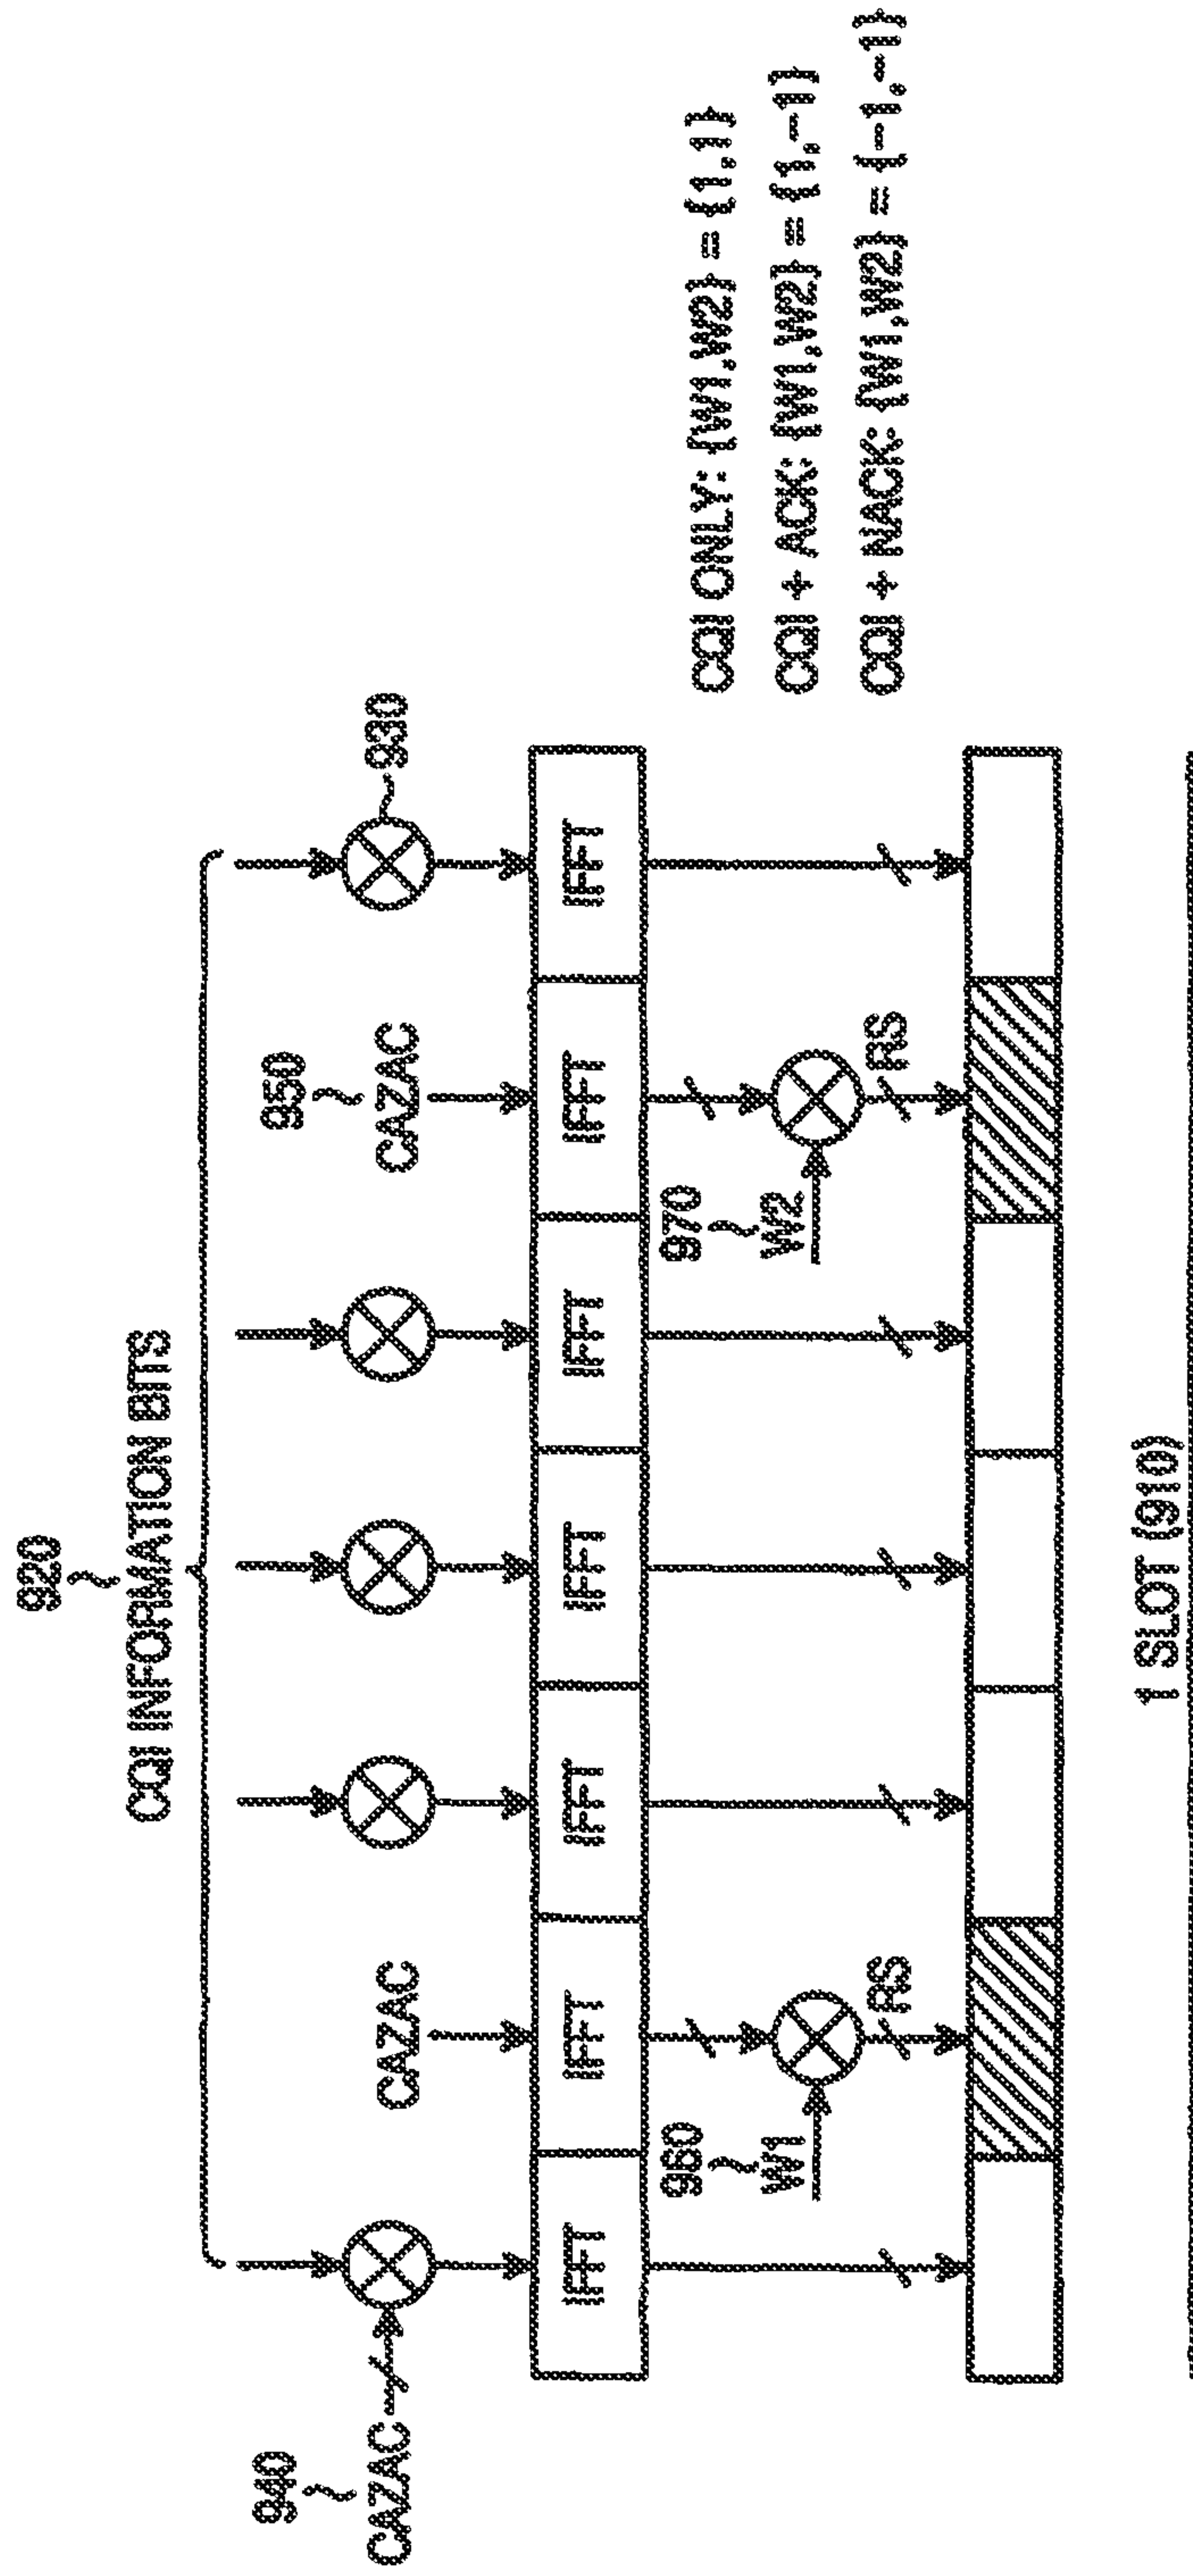 920
CQI INFORMATION BITS
940
CAZAC
CAZAC
950
CAZAC
930
IFFT
IFFT
IFFT
IFFT
IFFT
IFFT
IFFT
960
W1
RS
970
W2
RS
CQI ONLY: {W1,W2} = {1,1}
CQI + ACK: {W1,W2} = {1,-1}
CQI + NACK: {W1,W2} = {-1,-1}
1 SLOT (910)